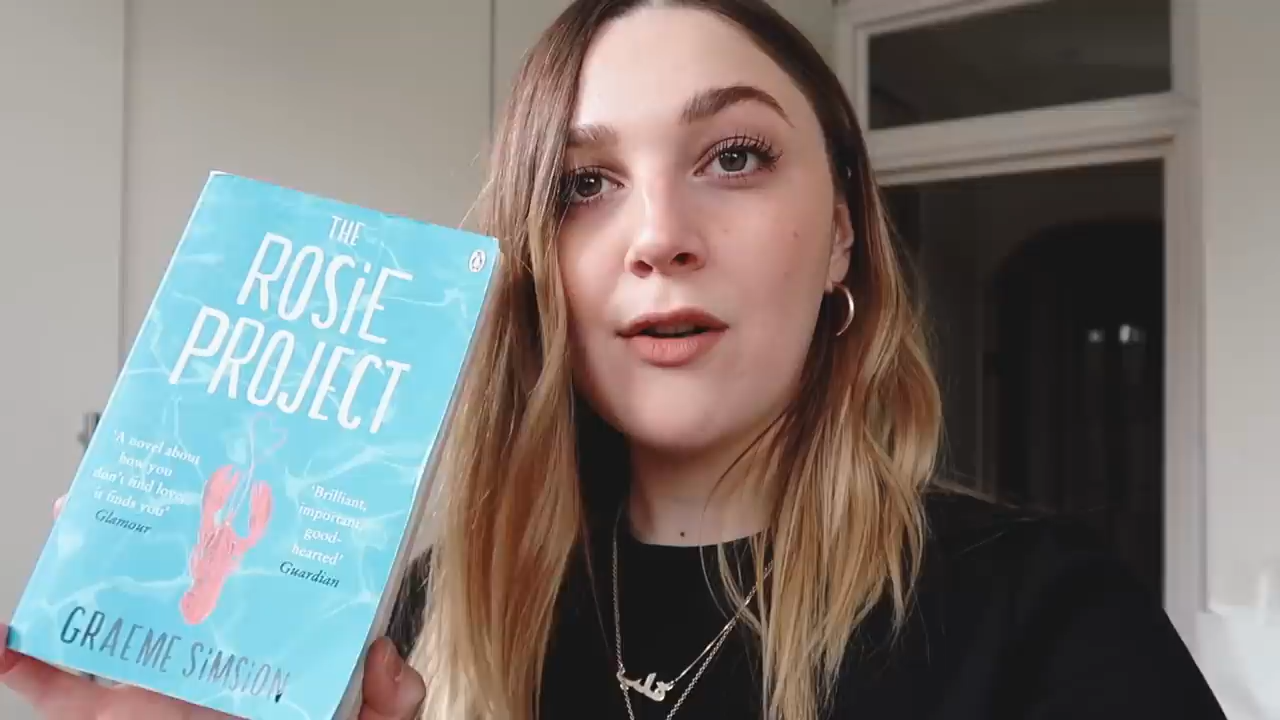 THE
ROSiE
PROJECT
'A novel about
how you
don't find love,
it finds you'
Glamour
'Brilliant,
important,
good-
hearted'
Guardian
GRAEME SiMSiON